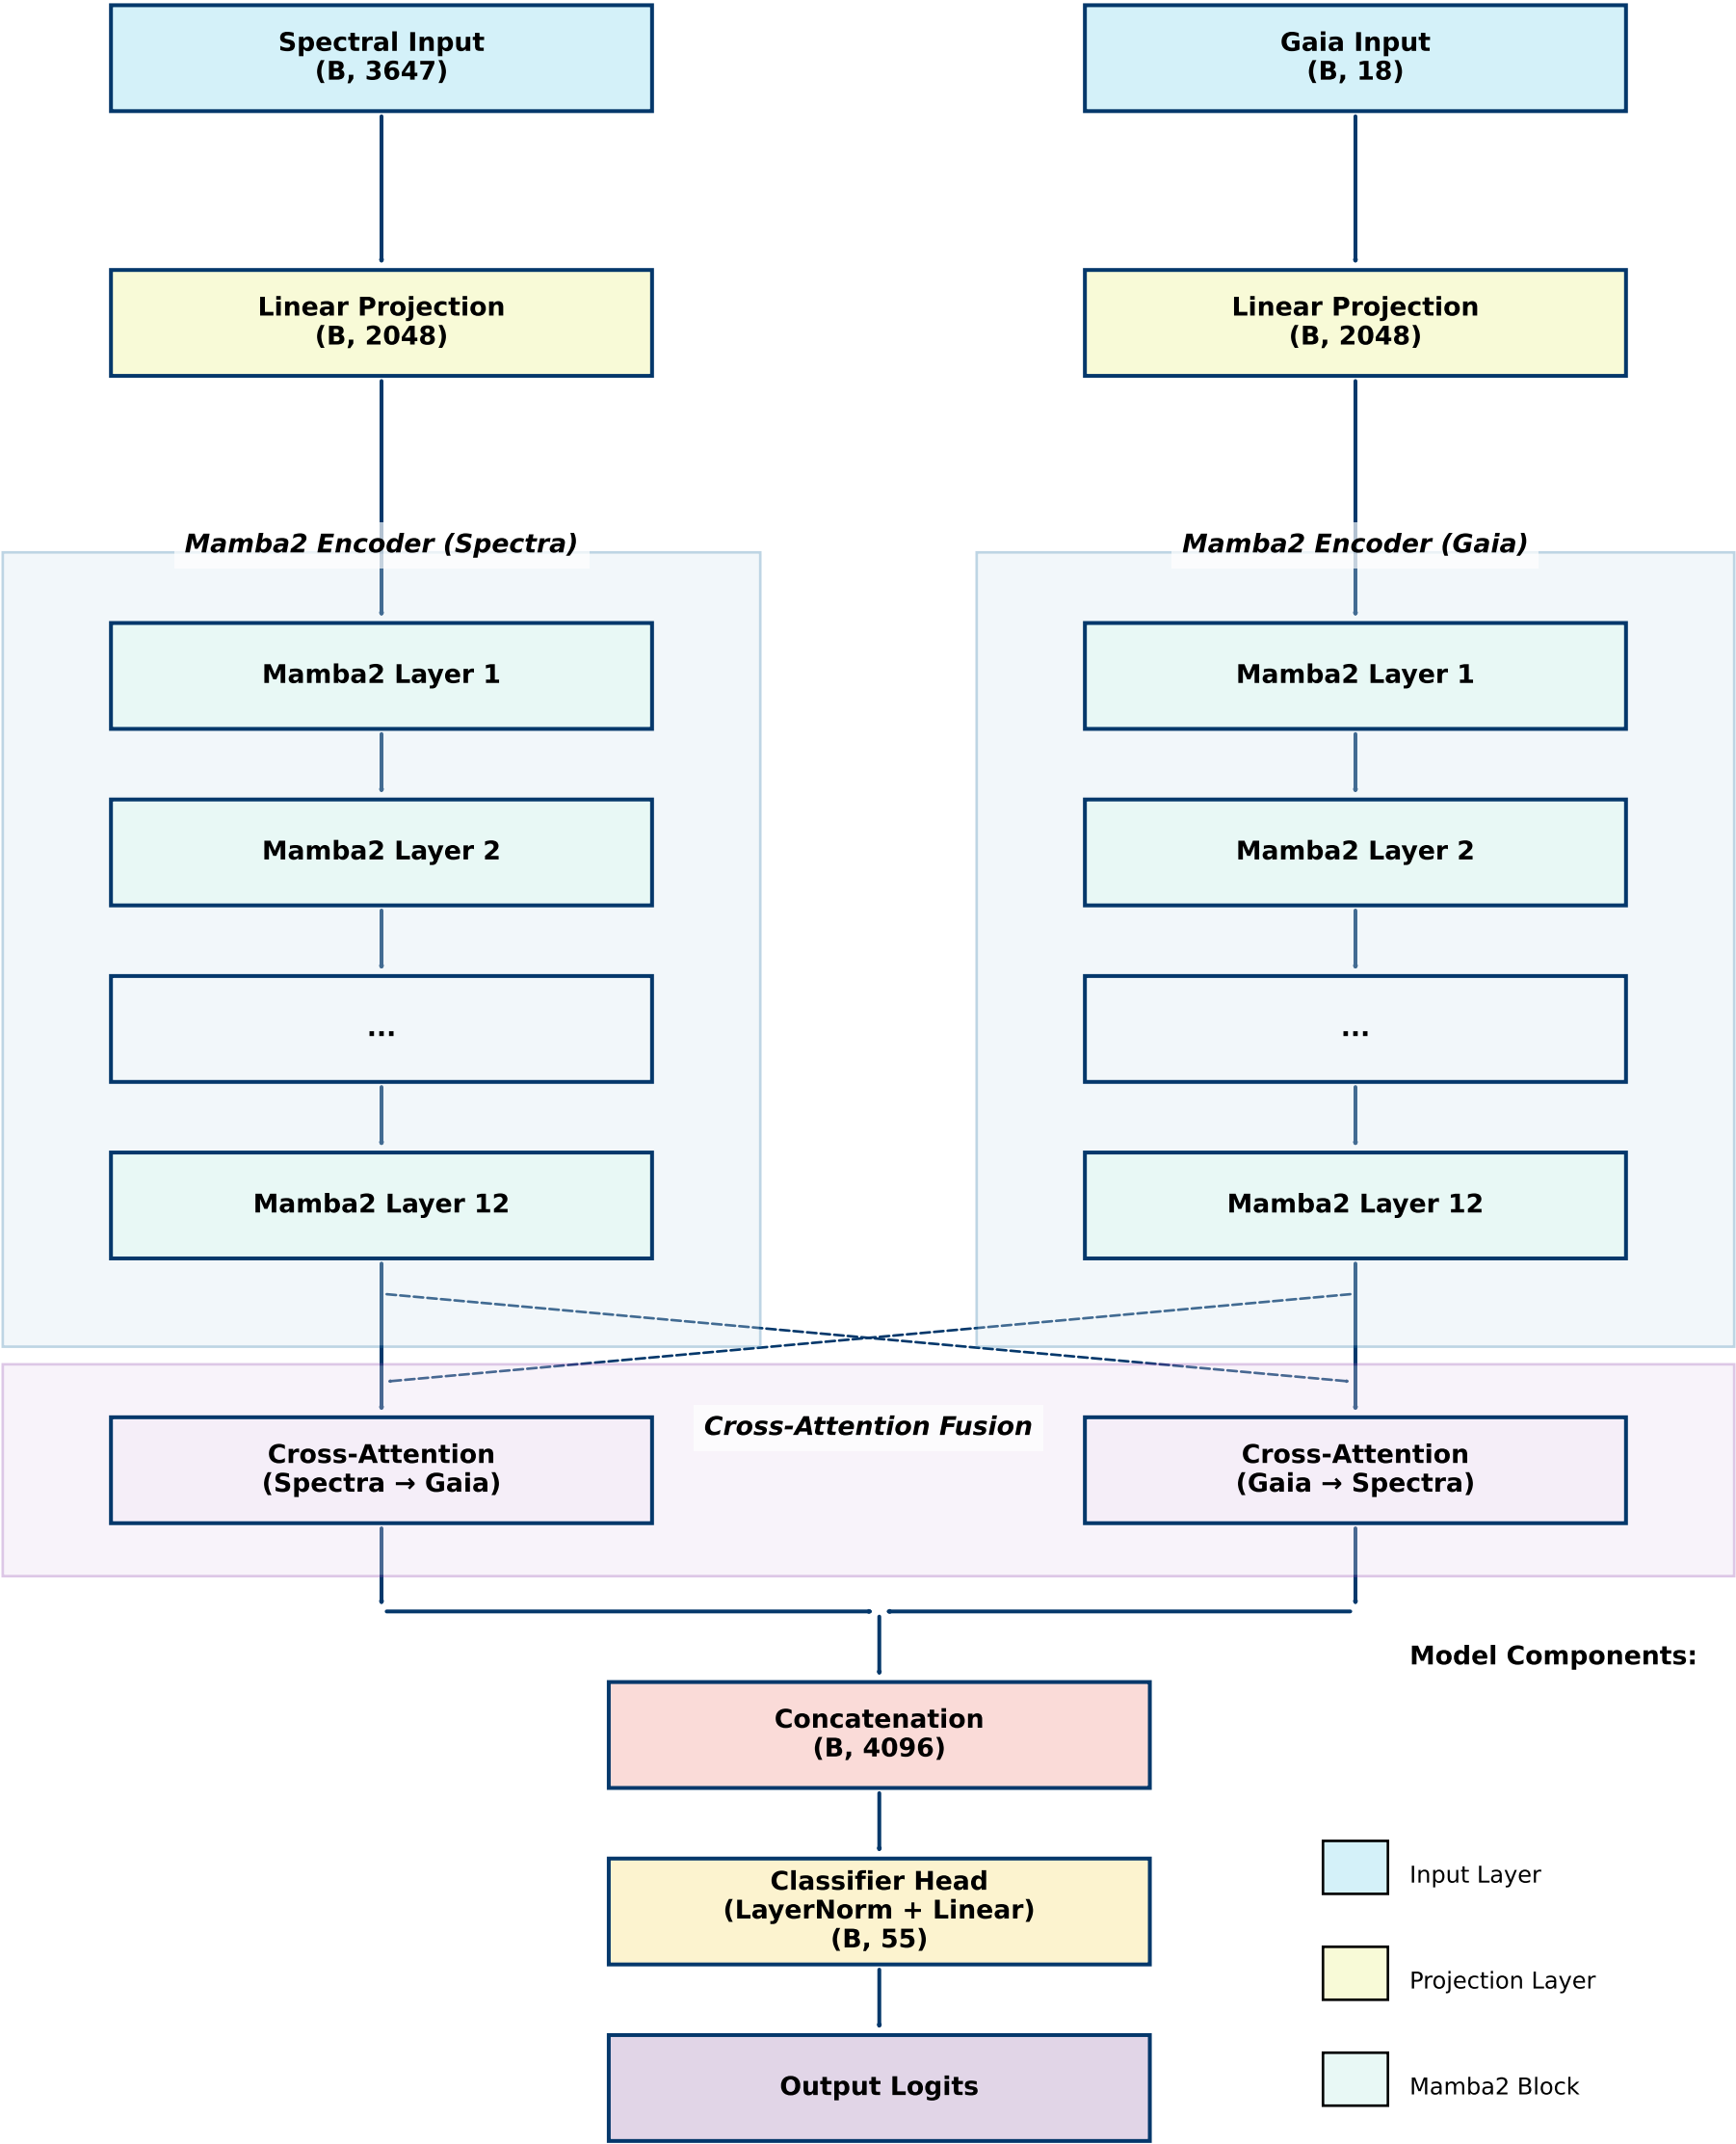 Spectral Input
(B, 3647)
Gaia Input
(B, 18)
Linear Projection
(B, 2048)
Linear Projection
(B, 2048)
Mamba2 Encoder (Spectra)
Mamba2 Encoder (Gaia)
Mamba2 Layer 1
Mamba2 Layer 1
Mamba2 Layer 2
Mamba2 Layer 2
...
...
Mamba2 Layer 12
Mamba2 Layer 12
Cross-Attention Fusion
Cross-Attention
(Spectra → Gaia)
Cross-Attention
(Gaia → Spectra)
Model Components:
Concatenation
(B, 4096)
Classifier Head
(LayerNorm + Linear)
(B, 55)
Output Logits
Input Layer
Projection Layer
Mamba2 Block